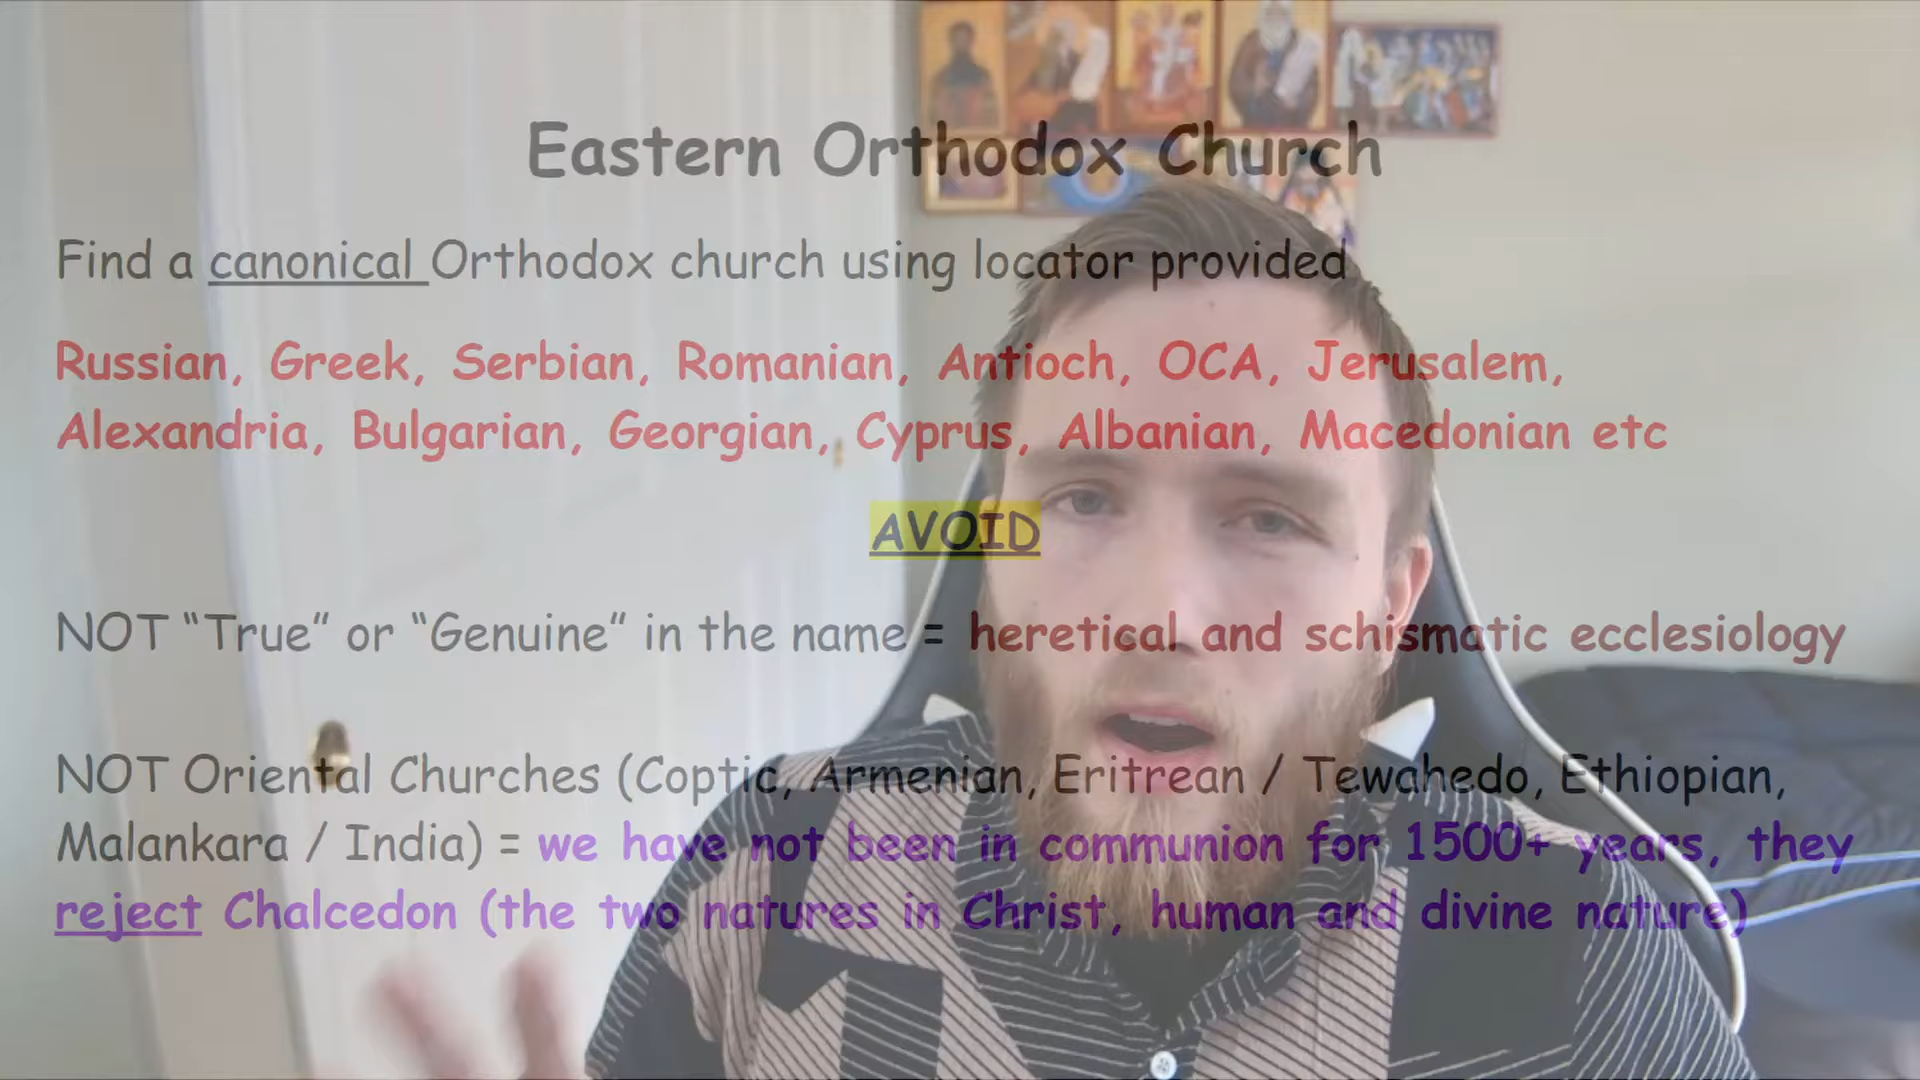 Eastern Orthodox Church
Find a canonical Orthodox church using locator provided
Russian, Greek, Serbian, Romanian, Antioch, OCA, Jerusalem,
Alexandria, Bulgarian, Georgian, Cyprus, Albanian, Macedonian etc
AVOID
NOT “True” or “Genuine” in the name = heretical and schismatic ecclesiology
NOT Oriental Churches (Coptic, Armenian, Eritrean / Tewahedo, Ethiopian,
Malankara / India) = we have not been in communion for 1500+ years, they
reject Chalcedon (the two natures in Christ, human and divine nature)